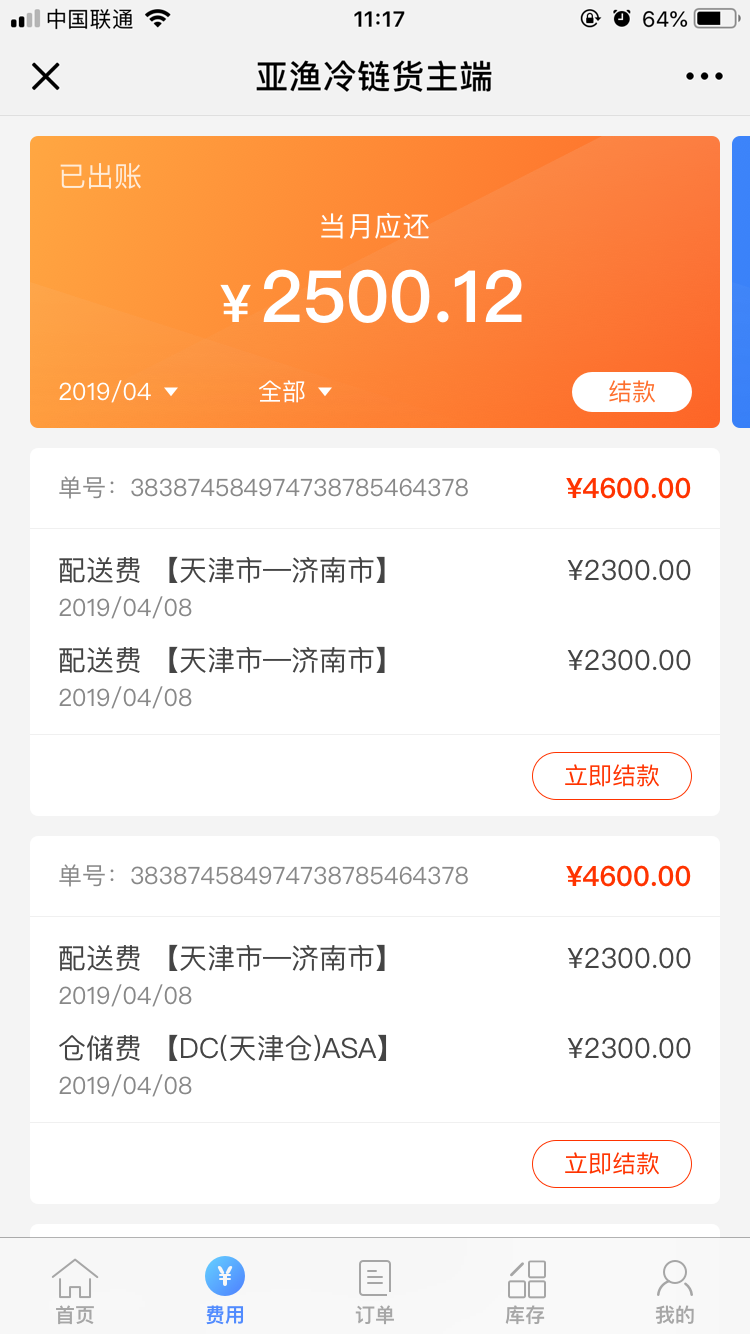 中国联通 11:17 64%
亚渔冷链货主端
已出账
当月应还
¥2500.12
2019/04 全部 结款
单号：383874584974738785464378 ¥4600.00
配送费 【天津市—济南市】 ¥2300.00
2019/04/08
配送费 【天津市—济南市】 ¥2300.00
2019/04/08
立即结款
单号：383874584974738785464378 ¥4600.00
配送费 【天津市—济南市】 ¥2300.00
2019/04/08
仓储费 【DC(天津仓)ASA】 ¥2300.00
2019/04/08
立即结款
¥
首页 费用 订单 库存 我的